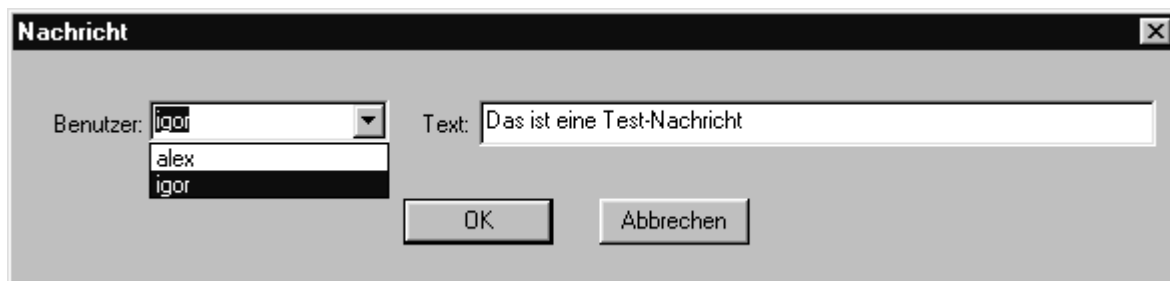 Nachricht
Benutzer: igor Text: Das ist eine Test-Nachricht
alex
igor
OK Abbrechen